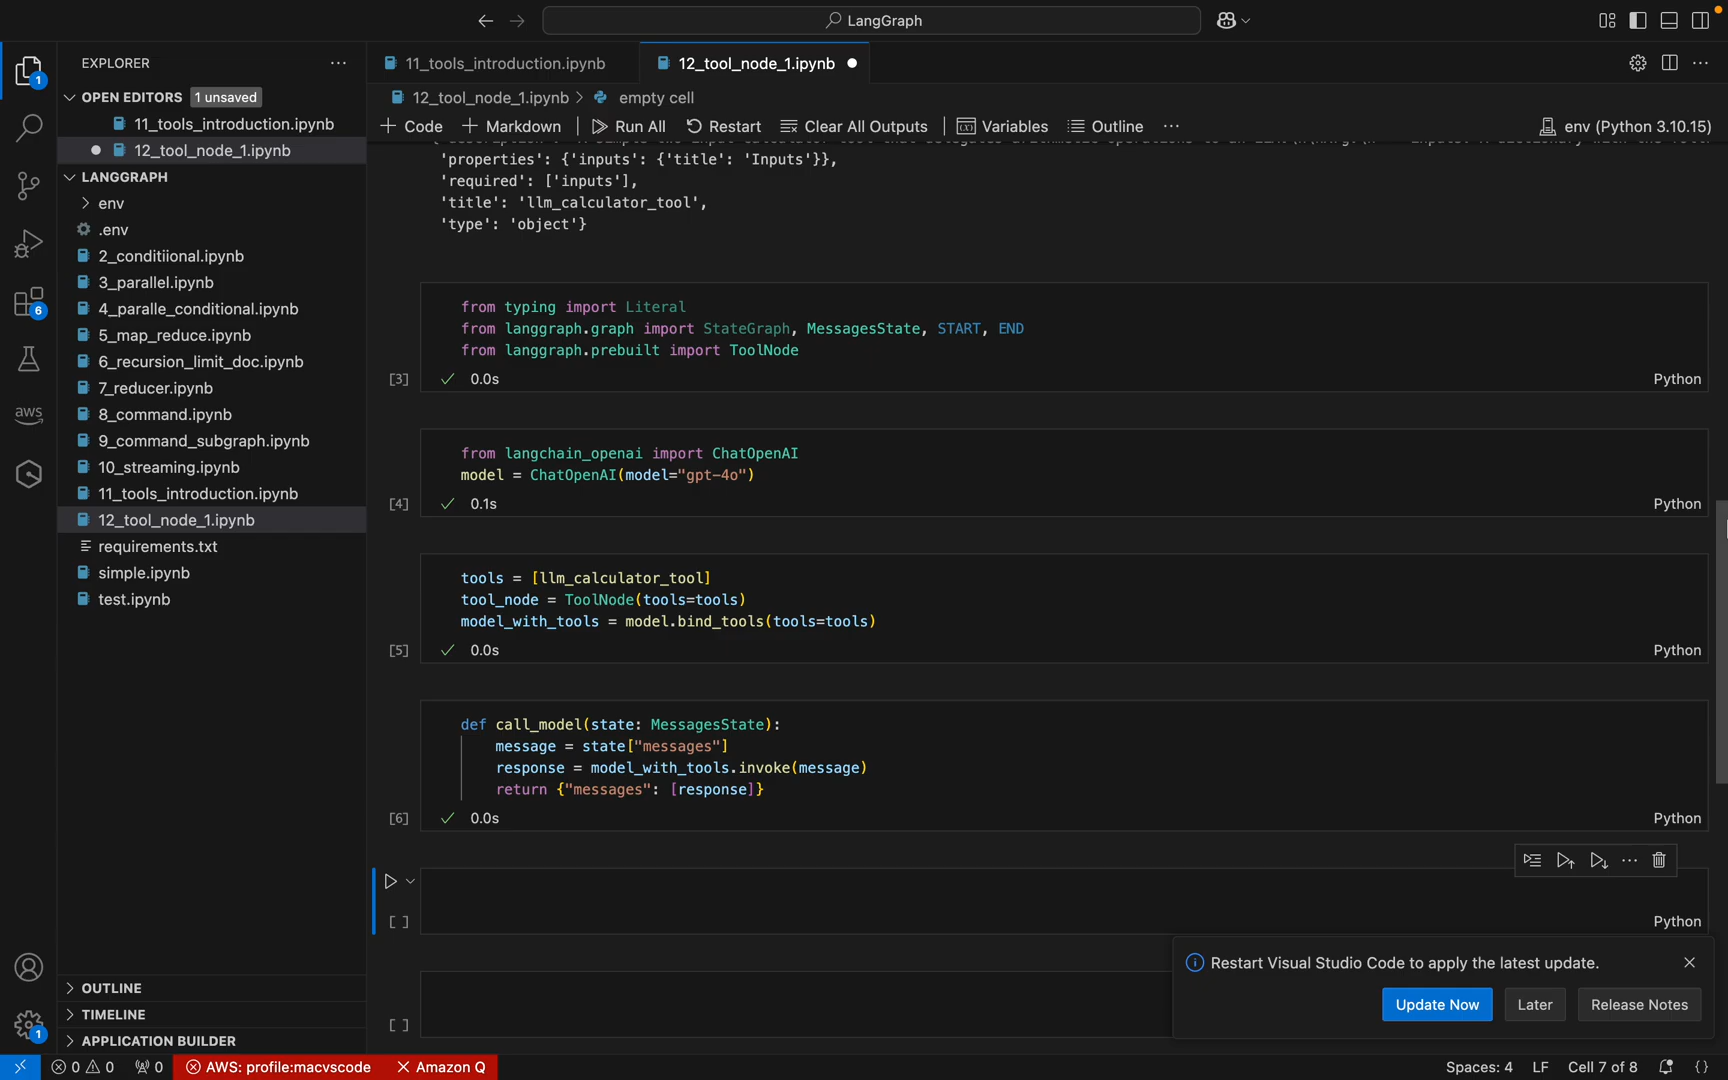 LangGraph
EXPLORER
OPEN EDITORS 1 unsaved
11_tools_introduction.ipynb
12_tool_node_1.ipynb
LANGGRAPH
env
.env
2_conditiional.ipynb
3_parallel.ipynb
4_paralle_conditional.ipynb
5_map_reduce.ipynb
6_recursion_limit_doc.ipynb
7_reducer.ipynb
8_command.ipynb
9_command_subgraph.ipynb
10_streaming.ipynb
11_tools_introduction.ipynb
12_tool_node_1.ipynb
requirements.txt
simple.ipynb
test.ipynb
OUTLINE
TIMELINE
APPLICATION BUILDER
1
6
aws
1
11_tools_introduction.ipynb
12_tool_node_1.ipynb
12_tool_node_1.ipynb > empty cell
+ Code + Markdown Run All Restart Clear All Outputs Variables Outline ... env (Python 3.10.15)
'properties': {'inputs': {'title': 'Inputs'}},
'required': ['inputs'],
'title': 'llm_calculator_tool',
'type': 'object'}
from typing import Literal
from langgraph.graph import StateGraph, MessagesState, START, END
from langgraph.prebuilt import ToolNode
[3] 0.0s Python
from langchain_openai import ChatOpenAI
model = ChatOpenAI(model="gpt-4o")
[4] 0.1s Python
tools = [llm_calculator_tool]
tool_node = ToolNode(tools=tools)
model_with_tools = model.bind_tools(tools=tools)
[5] 0.0s Python
def call_model(state: MessagesState):
message = state["messages"]
response = model_with_tools.invoke(message)
return {"messages": [response]}
[6] 0.0s Python
[ ] Python
[ ]
Restart Visual Studio Code to apply the latest update.
Update Now Later Release Notes
0 0 0 AWS: profile:macvscode Amazon Q Spaces: 4 LF Cell 7 of 8 {}